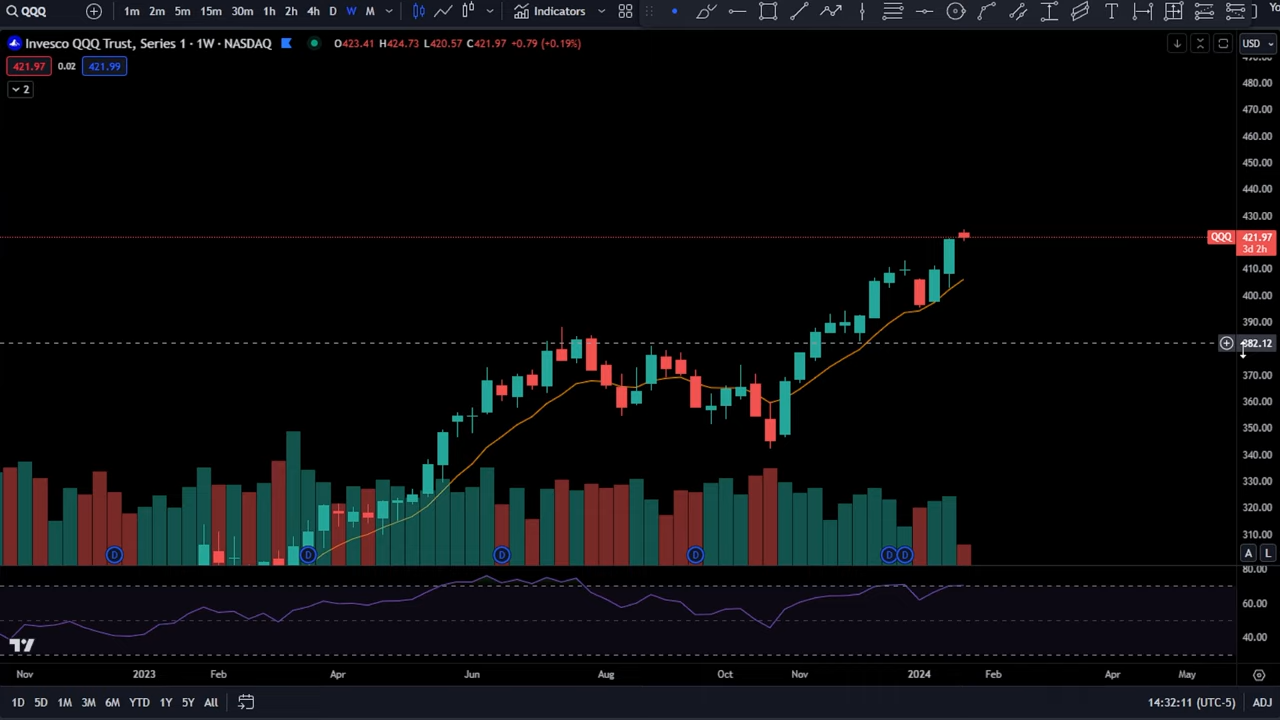 QQQ 1m 2m 5m 15m 30m 1h 2h 4h D W M Indicators
Invesco QQQ Trust, Series 1 · 1W · NASDAQ O423.41 H424.73 L420.57 C421.97 +0.79 (+0.19%) USD
421.97 0.02 421.99
2
480.00
470.00
460.00
450.00
440.00
430.00
QQQ 421.97
3d 2h
410.00
400.00
390.00
382.12
370.00
360.00
350.00
340.00
330.00
320.00
310.00
D D D D D D A L
80.00
60.00
40.00
Nov 2023 Feb Apr Jun Aug Oct Nov 2024 Feb Apr May
1D 5D 1M 3M 6M YTD 1Y 5Y All 14:32:11 (UTC-5) ADJ